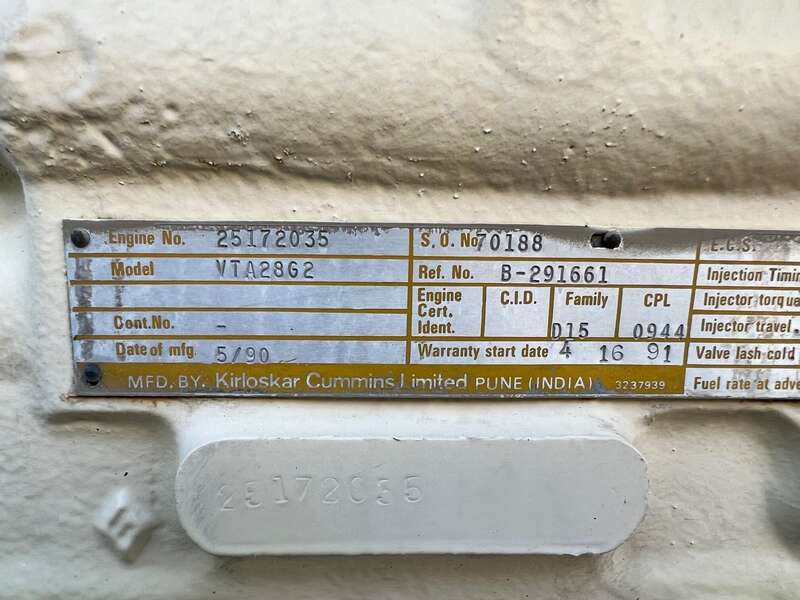 Engine No. 25172035 S.O. No 70188 E.C.S.
Model VTA28G2 Ref. No. B-291661 Injection Timin
Engine Cert. Ident. C.I.D. Family D15 CPL 0944 Injector torque
Cont. No. - Injector travel.
Date of mfg. 5/90 Warranty start date 4 16 91 Valve lash cold
MFD. BY. Kirloskar Cummins Limited PUNE (INDIA) 3237939 Fuel rate at adve
25172035